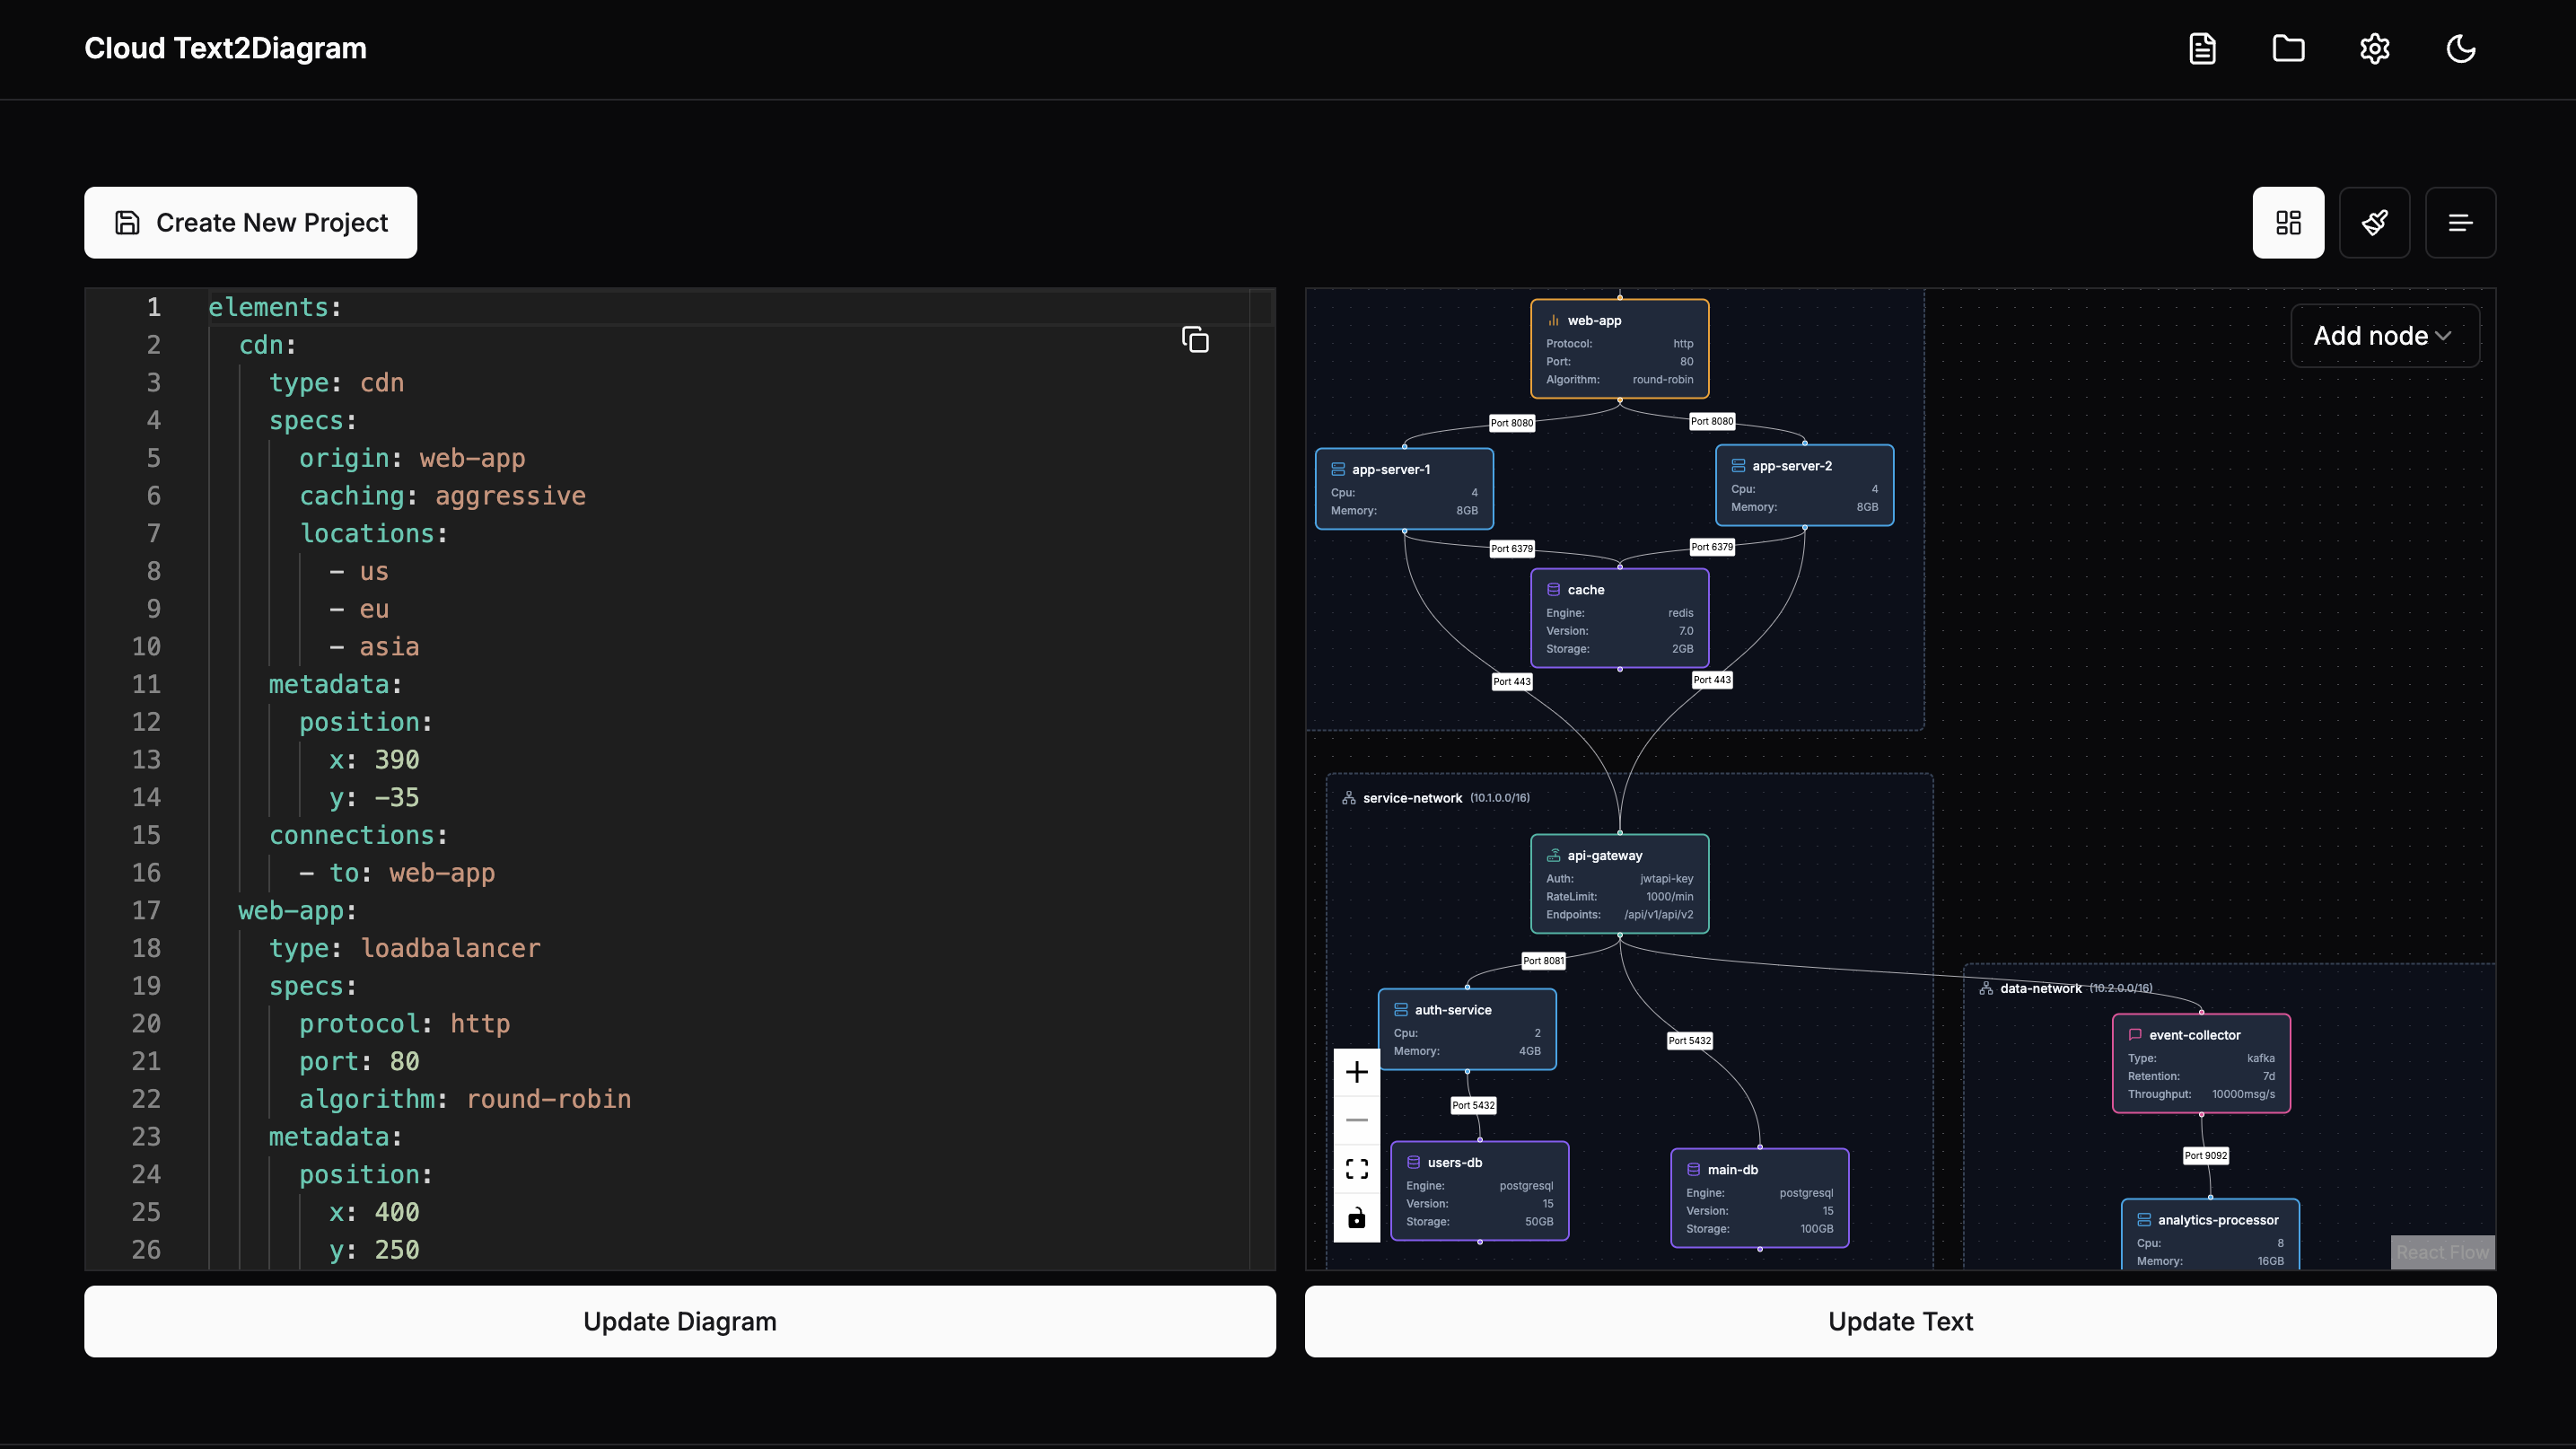 Cloud Text2Diagram
Create New Project
1 elements:
2 cdn:
3 type: cdn
4 specs:
5 origin: web-app
6 caching: aggressive
7 locations:
8 - us
9 - eu
10 - asia
11 metadata:
12 position:
13 x: 390
14 y: -35
15 connections:
16 - to: web-app
17 web-app:
18 type: loadbalancer
19 specs:
20 protocol: http
21 port: 80
22 algorithm: round-robin
23 metadata:
24 position:
25 x: 400
26 y: 250
Add node
web-app
Protocol: http
Port: 80
Algorithm: round-robin
Port 8080
Port 8080
app-server-1
Cpu: 4
Memory: 8GB
app-server-2
Cpu: 4
Memory: 8GB
Port 6379
Port 6379
cache
Engine: redis
Version: 7.0
Storage: 2GB
Port 443
Port 443
service-network (10.1.0.0/16)
api-gateway
Auth: jwtapi-key
RateLimit: 1000/min
Endpoints: /api/v1/api/v2
Port 8081
data-network (10.2.0.0/16)
auth-service
Cpu: 2
Memory: 4GB
Port 5432
event-collector
Type: kafka
Retention: 7d
Throughput: 10000msg/s
Port 5432
Port 9092
users-db
Engine: postgresql
Version: 15
Storage: 50GB
main-db
Engine: postgresql
Version: 15
Storage: 100GB
analytics-processor
Cpu: 8
Memory: 16GB
React Flow
Update Diagram
Update Text